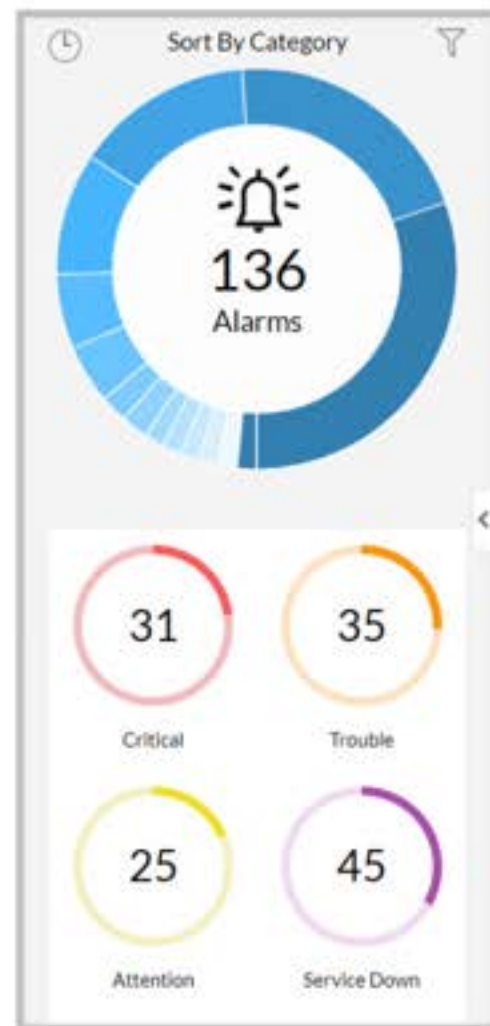 Sort By Category
136
Alarms
31
35
Critical
Trouble
25
45
Attention
Service Down